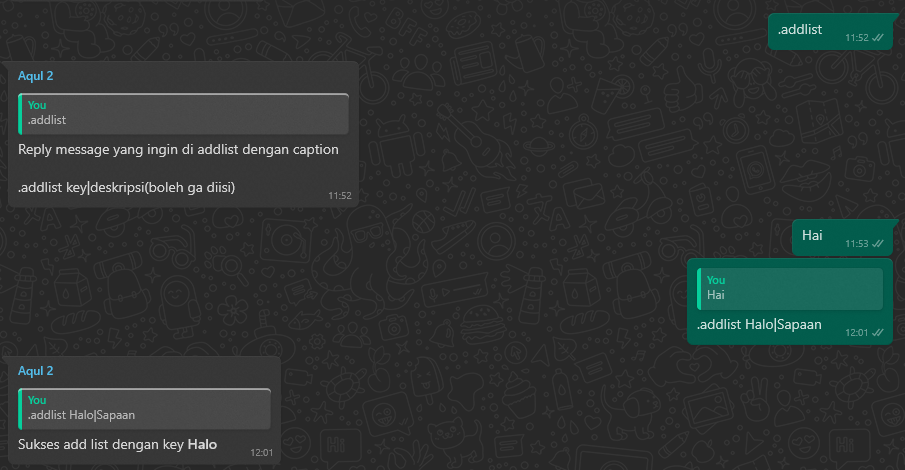 .addlist
11:52
Aqul 2
You
.addlist
Reply message yang ingin di addlist dengan caption
.addlist key|deskripsi(boleh ga diisi)
11:52
Hai
11:53
You
Hai
.addlist Halo|Sapaan
12:01
Aqul 2
You
.addlist Halo|Sapaan
Sukses add list dengan key Halo
12:01